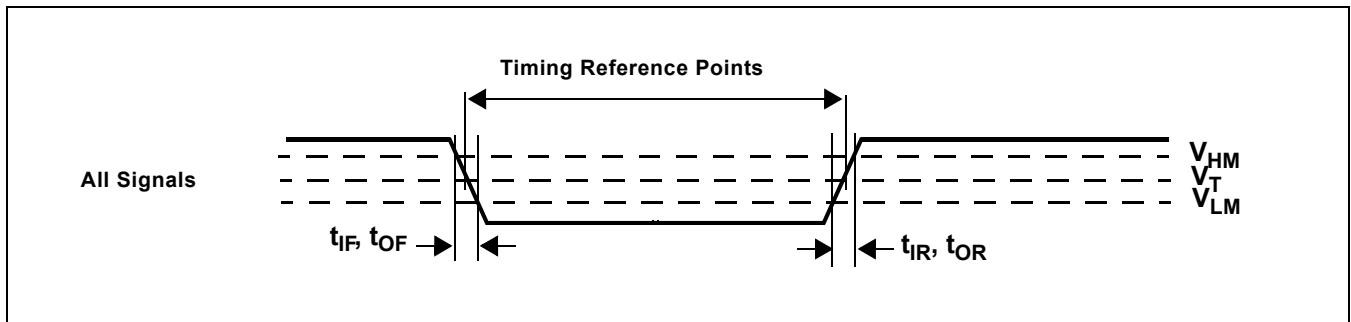 Timing Reference Points
All Signals
VHM
VT
VLM
tIF, tOF
tIR, tOR